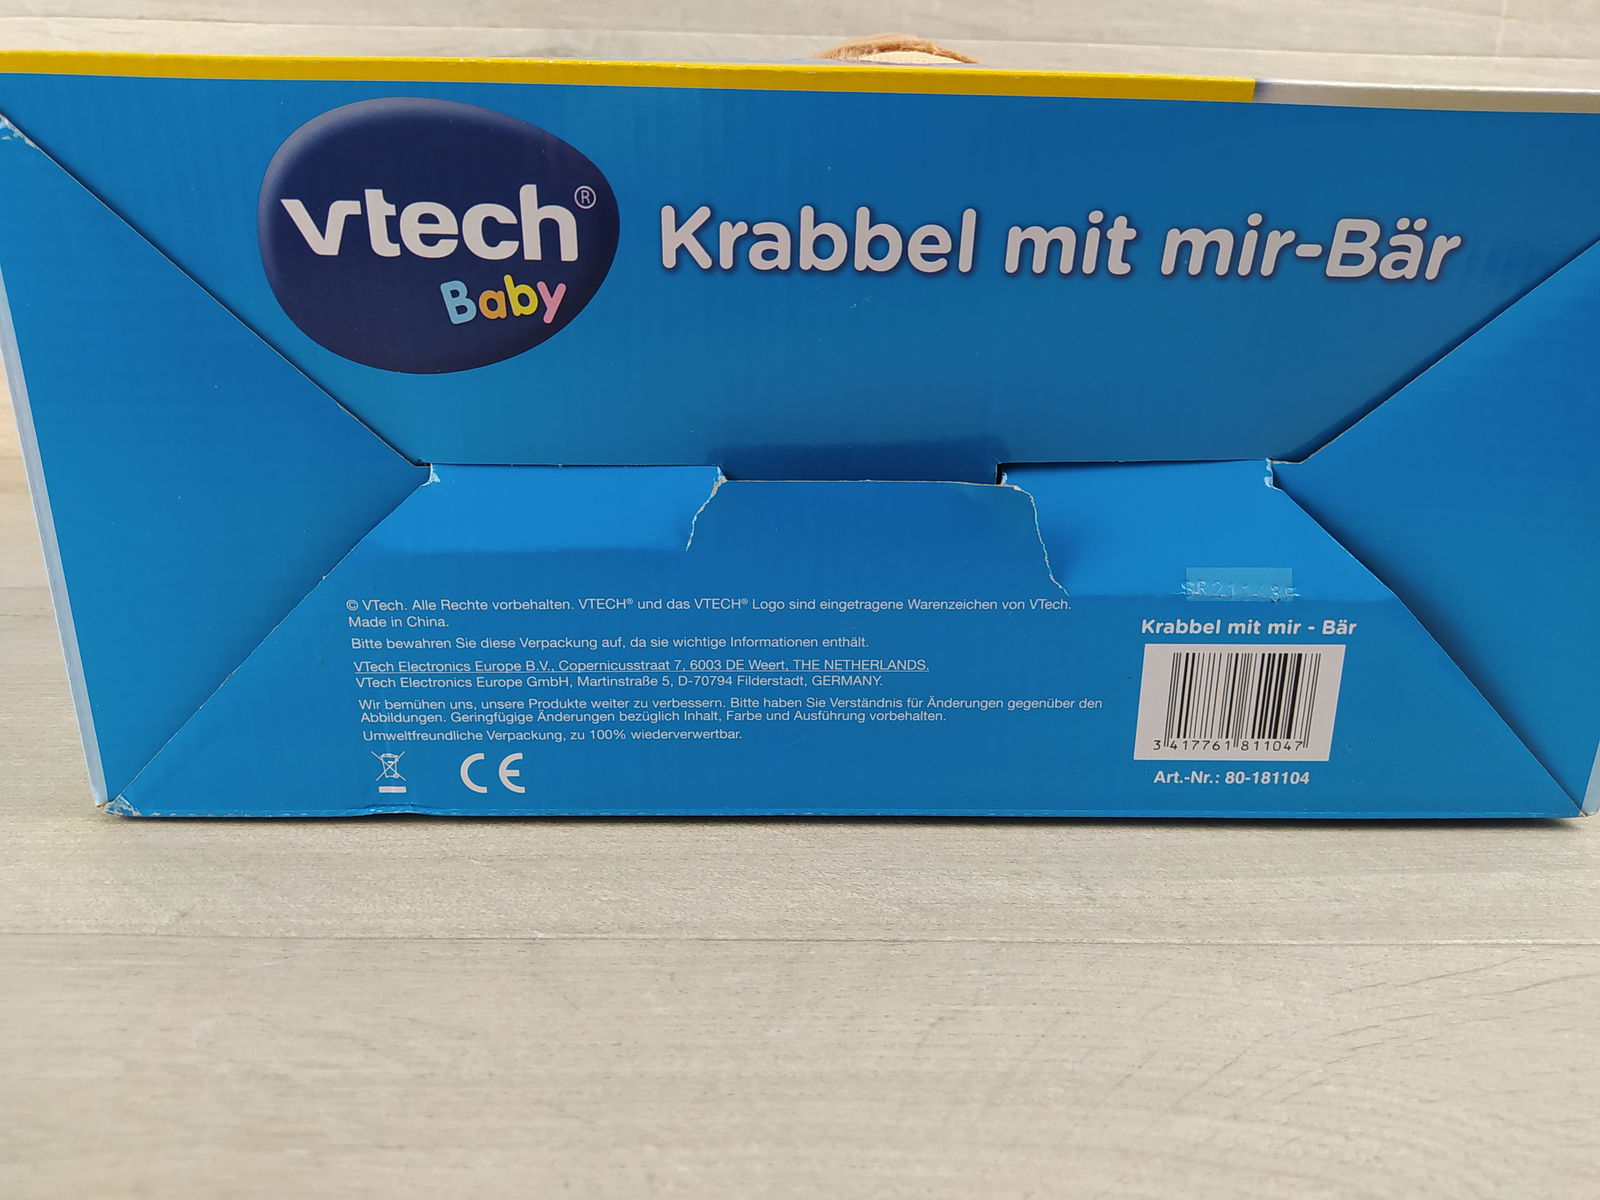 vtech®
Baby
Krabbel mit mir-Bär
© VTech. Alle Rechte vorbehalten. VTECH® und das VTECH® Logo sind eingetragene Warenzeichen von VTech.
Made in China.
Bitte bewahren Sie diese Verpackung auf, da sie wichtige Informationen enthält.
VTech Electronics Europe B.V., Copernicusstraat 7, 6003 DE Weert, THE NETHERLANDS.
VTech Electronics Europe GmbH, Martinstraße 5, D-70794 Filderstadt, GERMANY.
Wir bemühen uns, unsere Produkte weiter zu verbessern. Bitte haben Sie Verständnis für Änderungen gegenüber den
Abbildungen. Geringfügige Änderungen bezüglich Inhalt, Farbe und Ausführung vorbehalten.
Umweltfreundliche Verpackung, zu 100% wiederverwertbar.
CE
Krabbel mit mir - Bär
3 417761 811047
Art.-Nr.: 80-181104